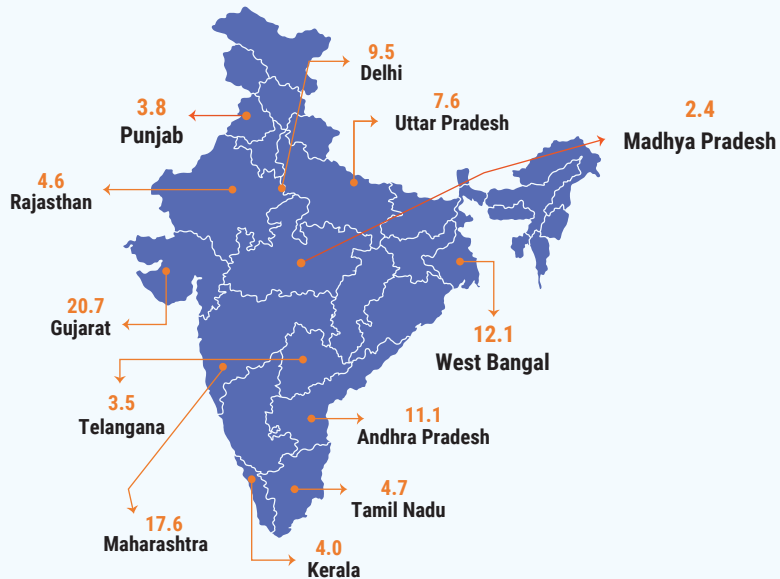 9.5
Delhi
7.6
Uttar Pradesh
2.4
Madhya Pradesh
3.8
Punjab
4.6
Rajasthan
20.7
Gujarat
12.1
West Bangal
3.5
Telangana
11.1
Andhra Pradesh
4.7
Tamil Nadu
17.6
Maharashtra
4.0
Kerala